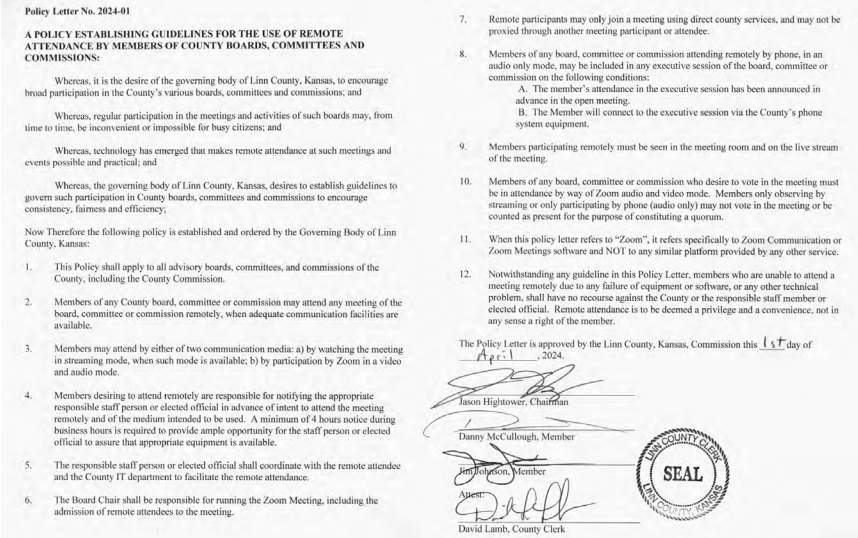 Policy Letter No. 2024-01
A POLICY ESTABLISHING GUIDELINES FOR THE USE OF REMOTE
ATTENDANCE BY MEMBERS OF COUNTY BOARDS, COMMITTEES AND
COMMISSIONS:
Whereas, it is the desire of the governing body of Linn County, Kansas, to encourage
broad participation in the County's various boards, committees and commissions; and
Whereas, regular participation in the meetings and activities of such boards may, from
time to time, be inconvenient or impossible for busy citizens; and
Whereas, technology has emerged that makes remote attendance at such meetings and
events possible and practical; and
Whereas, the governing body of Linn County, Kansas, desires to establish guidelines to
govern such participation in County boards, committees and commissions to encourage
consistency, fairness and efficiency;
Now Therefore the following policy is established and ordered by the Governing Body of Linn
County, Kansas:
1. This Policy shall apply to all advisory boards, committees, and commissions of the
County, including the County Commission.
2. Members of any County board, committee or commission may attend any meeting of the
board, committee or commission remotely, when adequate communication facilities are
available.
3. Members may attend by either of two communication media: a) by watching the meeting
in streaming mode, when such mode is available; b) by participation by Zoom in a video
and audio mode.
4. Members desiring to attend remotely are responsible for notifying the appropriate
responsible staff person or elected official in advance of intent to attend the meeting
remotely and of the medium intended to be used. A minimum of 4 hours notice during
business hours is required to provide ample opportunity for the staff person or elected
official to assure that appropriate equipment is available.
5. The responsible staff person or elected official shall coordinate with the remote attendee
and the County IT department to facilitate the remote attendance.
6. The Board Chair shall be responsible for running the Zoom Meeting, including the
admission of remote attendees to the meeting.
7. Remote participants may only join a meeting using direct county services, and may not be
proxied through another meeting participant or attendee.
8. Members of any board, committee or commission attending remotely by phone, in an
audio only mode, may be included in any executive session of the board, committee or
commission on the following conditions:
A. The member's attendance in the executive session has been announced in
advance in the open meeting.
B. The Member will connect to the executive session via the County's phone
system equipment.
9. Members participating remotely must be seen in the meeting room and on the live stream
of the meeting.
10. Members of any board, committee or commission who desire to vote in the meeting must
be in attendance by way of Zoom audio and video mode. Members only observing by
streaming or only participating by phone (audio only) may not vote in the meeting or be
counted as present for the purpose of constituting a quorum.
11. When this policy letter refers to "Zoom", it refers specifically to Zoom Communication or
Zoom Meetings software and NOT to any similar platform provided by any other service.
12. Notwithstanding any guideline in this Policy Letter, members who are unable to attend a
meeting remotely due to any failure of equipment or software, or any other technical
problem, shall have no recourse against the County or the responsible staff member or
elected official. Remote attendance is to be deemed a privilege and a convenience, not in
any sense a right of the member.
The Policy Letter is approved by the Linn County, Kansas, Commission this 1st day of
April, 2024.
Jason Hightower, Chairman
Danny McCullough, Member
Jim Johnson, Member
Attest:
David Lamb, County Clerk
LINN COUNTY CLERK
SEAL
LINN COUNTY, KANSAS